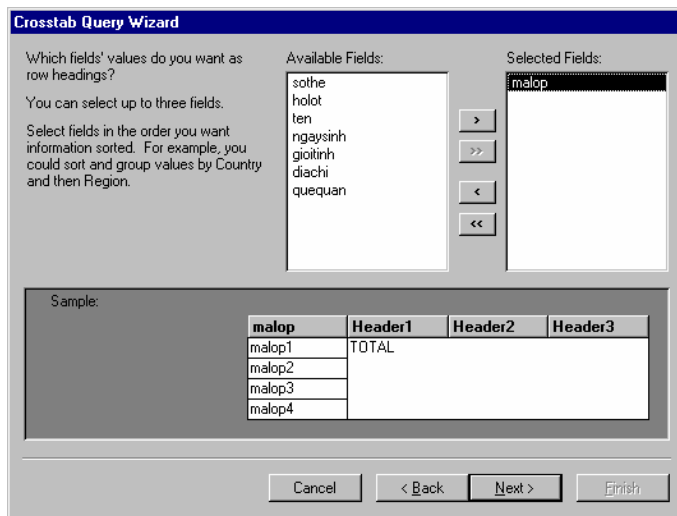 Crosstab Query Wizard
Which fields' values do you want as
row headings?
You can select up to three fields.
Select fields in the order you want
information sorted. For example, you
could sort and group values by Country
and then Region.
Available Fields:
sothe
holot
ten
ngaysinh
gioitinh
diachi
quequan
>
>>
<
<<
Selected Fields:
malop
Sample:
malop Header1 Header2 Header3
malop1 TOTAL
malop2
malop3
malop4
Cancel < Back Next > Finish